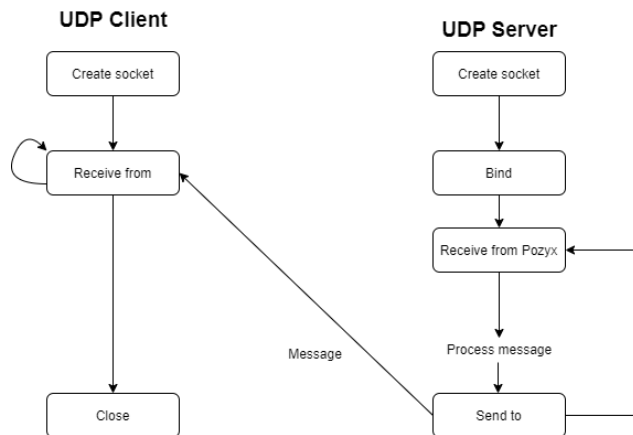 UDP Client
UDP Server
Create socket
Create socket
Receive from
Bind
Receive from Pozyx
Message
Process message
Close
Send to